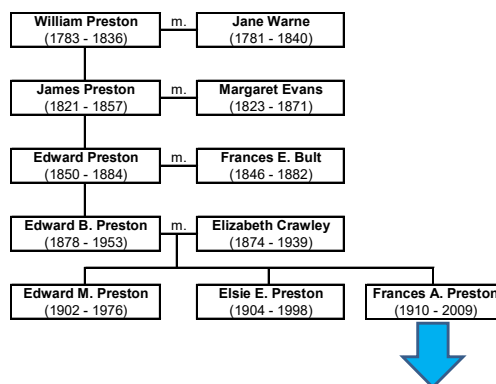 William Preston m. Jane Warne
(1783 - 1836) (1781 - 1840)
James Preston m. Margaret Evans
(1821 - 1857) (1823 - 1871)
Edward Preston m. Frances E. Bult
(1850 - 1884) (1846 - 1882)
Edward B. Preston m. Elizabeth Crawley
(1878 - 1953) (1874 - 1939)
Edward M. Preston Elsie E. Preston Frances A. Preston
(1902 - 1976) (1904 - 1998) (1910 - 2009)